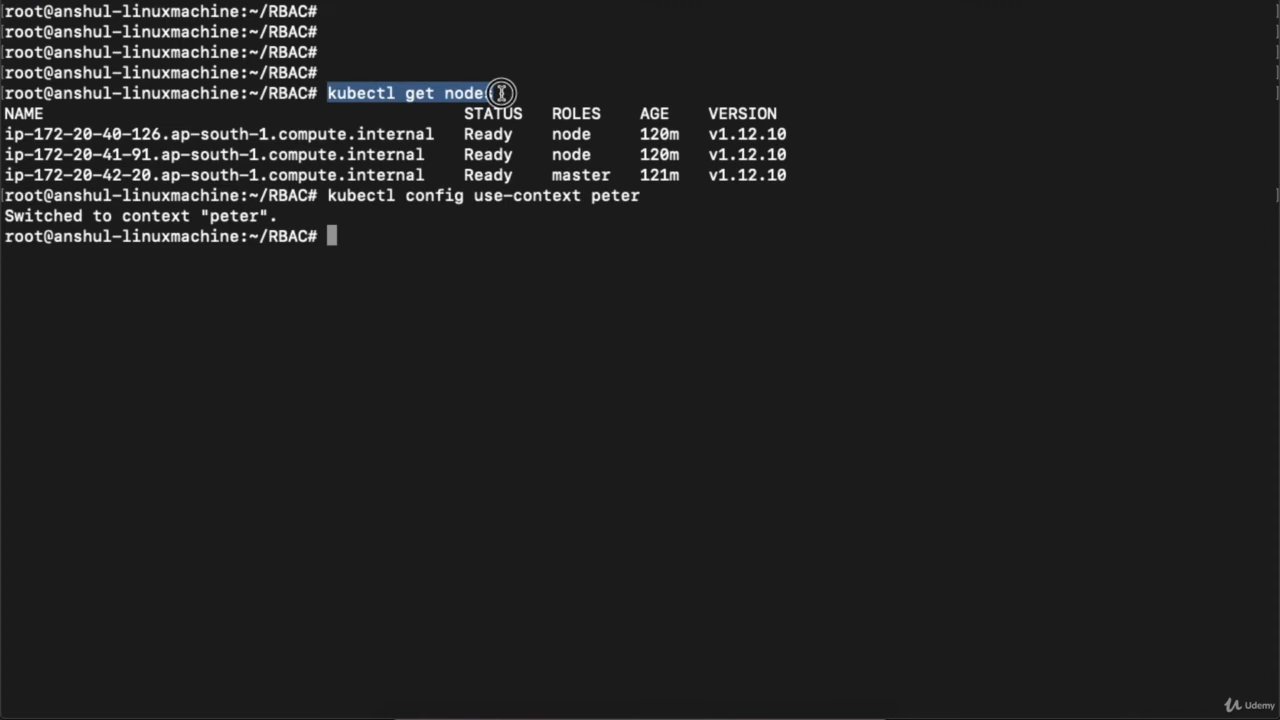 root@anshul-linuxmachine:~/RBAC#
root@anshul-linuxmachine:~/RBAC#
root@anshul-linuxmachine:~/RBAC#
root@anshul-linuxmachine:~/RBAC#
root@anshul-linuxmachine:~/RBAC# kubectl get nodes
NAME STATUS ROLES AGE VERSION
ip-172-20-40-126.ap-south-1.compute.internal Ready node 120m v1.12.10
ip-172-20-41-91.ap-south-1.compute.internal Ready node 120m v1.12.10
ip-172-20-42-20.ap-south-1.compute.internal Ready master 121m v1.12.10
root@anshul-linuxmachine:~/RBAC# kubectl config use-context peter
Switched to context "peter".
root@anshul-linuxmachine:~/RBAC#
Udemy